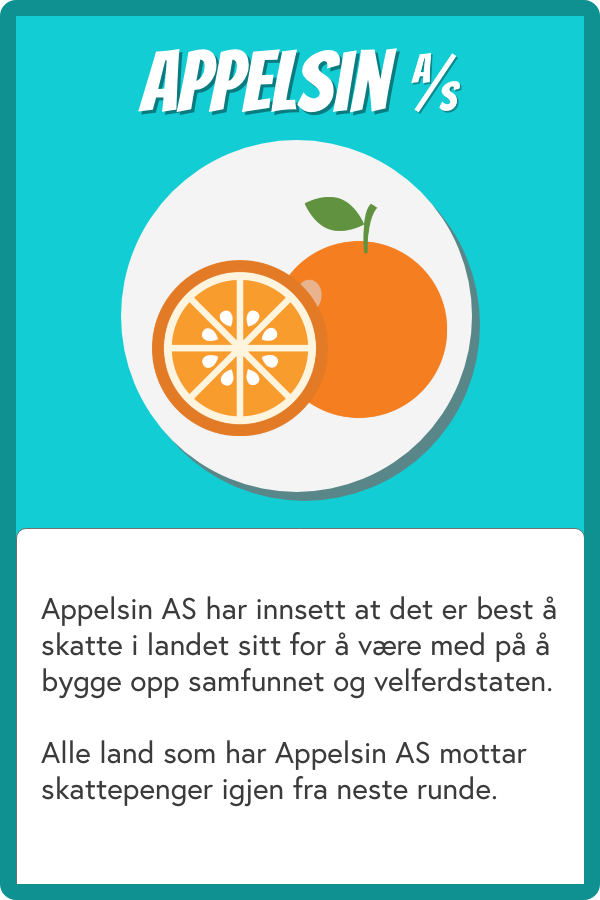 APPELSIN A/S
Appelsin AS har innsett at det er best å
skatte i landet sitt for å være med på å
bygge opp samfunnet og velferdstaten.
Alle land som har Appelsin AS mottar
skattepenger igjen fra neste runde.